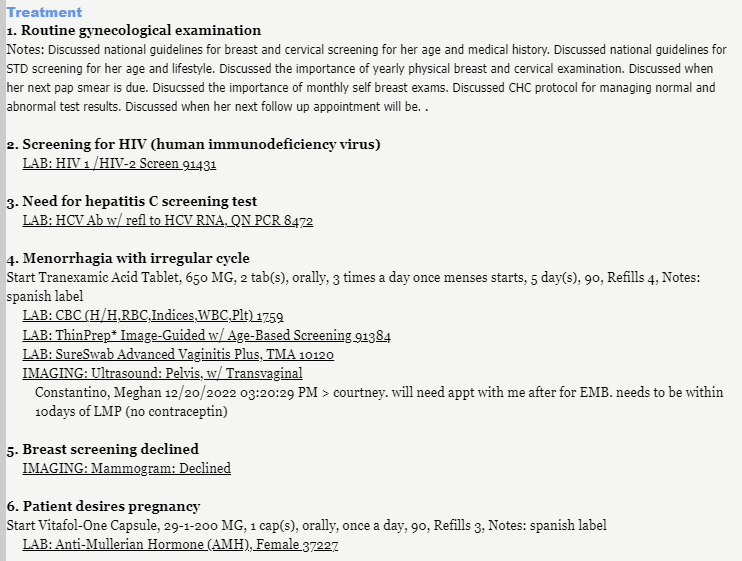 Treatment
1. Routine gynecological examination
Notes: Discussed national guidelines for breast and cervical screening for her age and medical history. Discussed national guidelines for
STD screening for her age and lifestyle. Discussed the importance of yearly physical breast and cervical examination. Discussed when
her next pap smear is due. Disucssed the importance of monthly self breast exams. Discussed CHC protocol for managing normal and
abnormal test results. Discussed when her next follow up appointment will be. .
2. Screening for HIV (human immunodeficiency virus)
LAB: HIV 1 /HIV-2 Screen 91431
3. Need for hepatitis C screening test
LAB: HCV Ab w/ refl to HCV RNA, QN PCR 8472
4. Menorrhagia with irregular cycle
Start Tranexamic Acid Tablet, 650 MG, 2 tab(s), orally, 3 times a day once menses starts, 5 day(s), 90, Refills 4, Notes:
spanish label
LAB: CBC (H/H,RBC,Indices,WBC,Plt) 1759
LAB: ThinPrep* Image-Guided w/ Age-Based Screening 91384
LAB: SureSwab Advanced Vaginitis Plus, TMA 10120
IMAGING: Ultrasound: Pelvis, w/ Transvaginal
Constantino, Meghan 12/20/2022 03:20:29 PM > courtney. will need appt with me after for EMB. needs to be within
10days of LMP (no contraceptin)
5. Breast screening declined
IMAGING: Mammogram: Declined
6. Patient desires pregnancy
Start Vitafol-One Capsule, 29-1-200 MG, 1 cap(s), orally, once a day, 90, Refills 3, Notes: spanish label
LAB: Anti-Mullerian Hormone (AMH), Female 37227